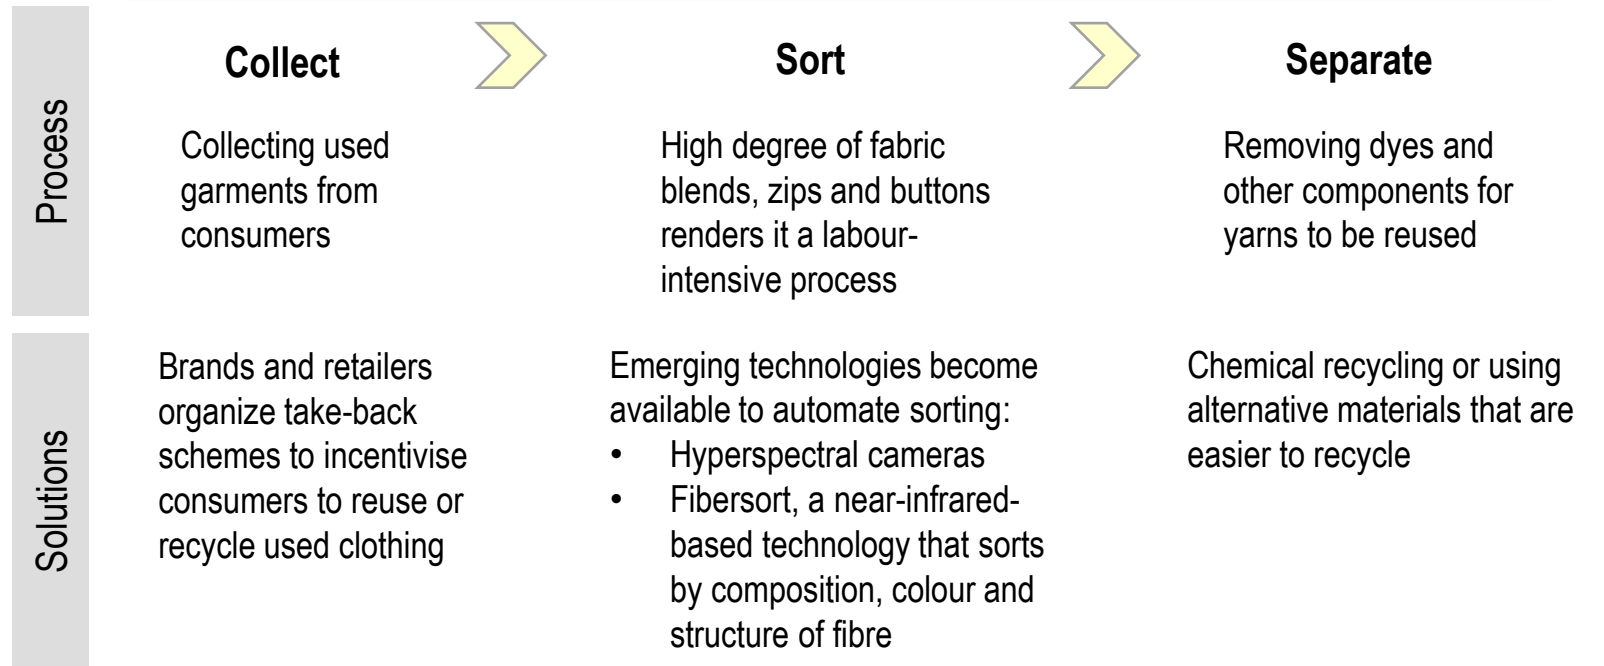 Process
Collect
Sort
Separate
Collecting used
garments from
consumers
High degree of fabric
blends, zips and buttons
renders it a labour-
intensive process
Removing dyes and
other components for
yarns to be reused
Solutions
Brands and retailers
organize take-back
schemes to incentivise
consumers to reuse or
recycle used clothing
Emerging technologies become
available to automate sorting:
• Hyperspectral cameras
• Fibersort, a near-infrared-
based technology that sorts
by composition, colour and
structure of fibre
Chemical recycling or using
alternative materials that are
easier to recycle